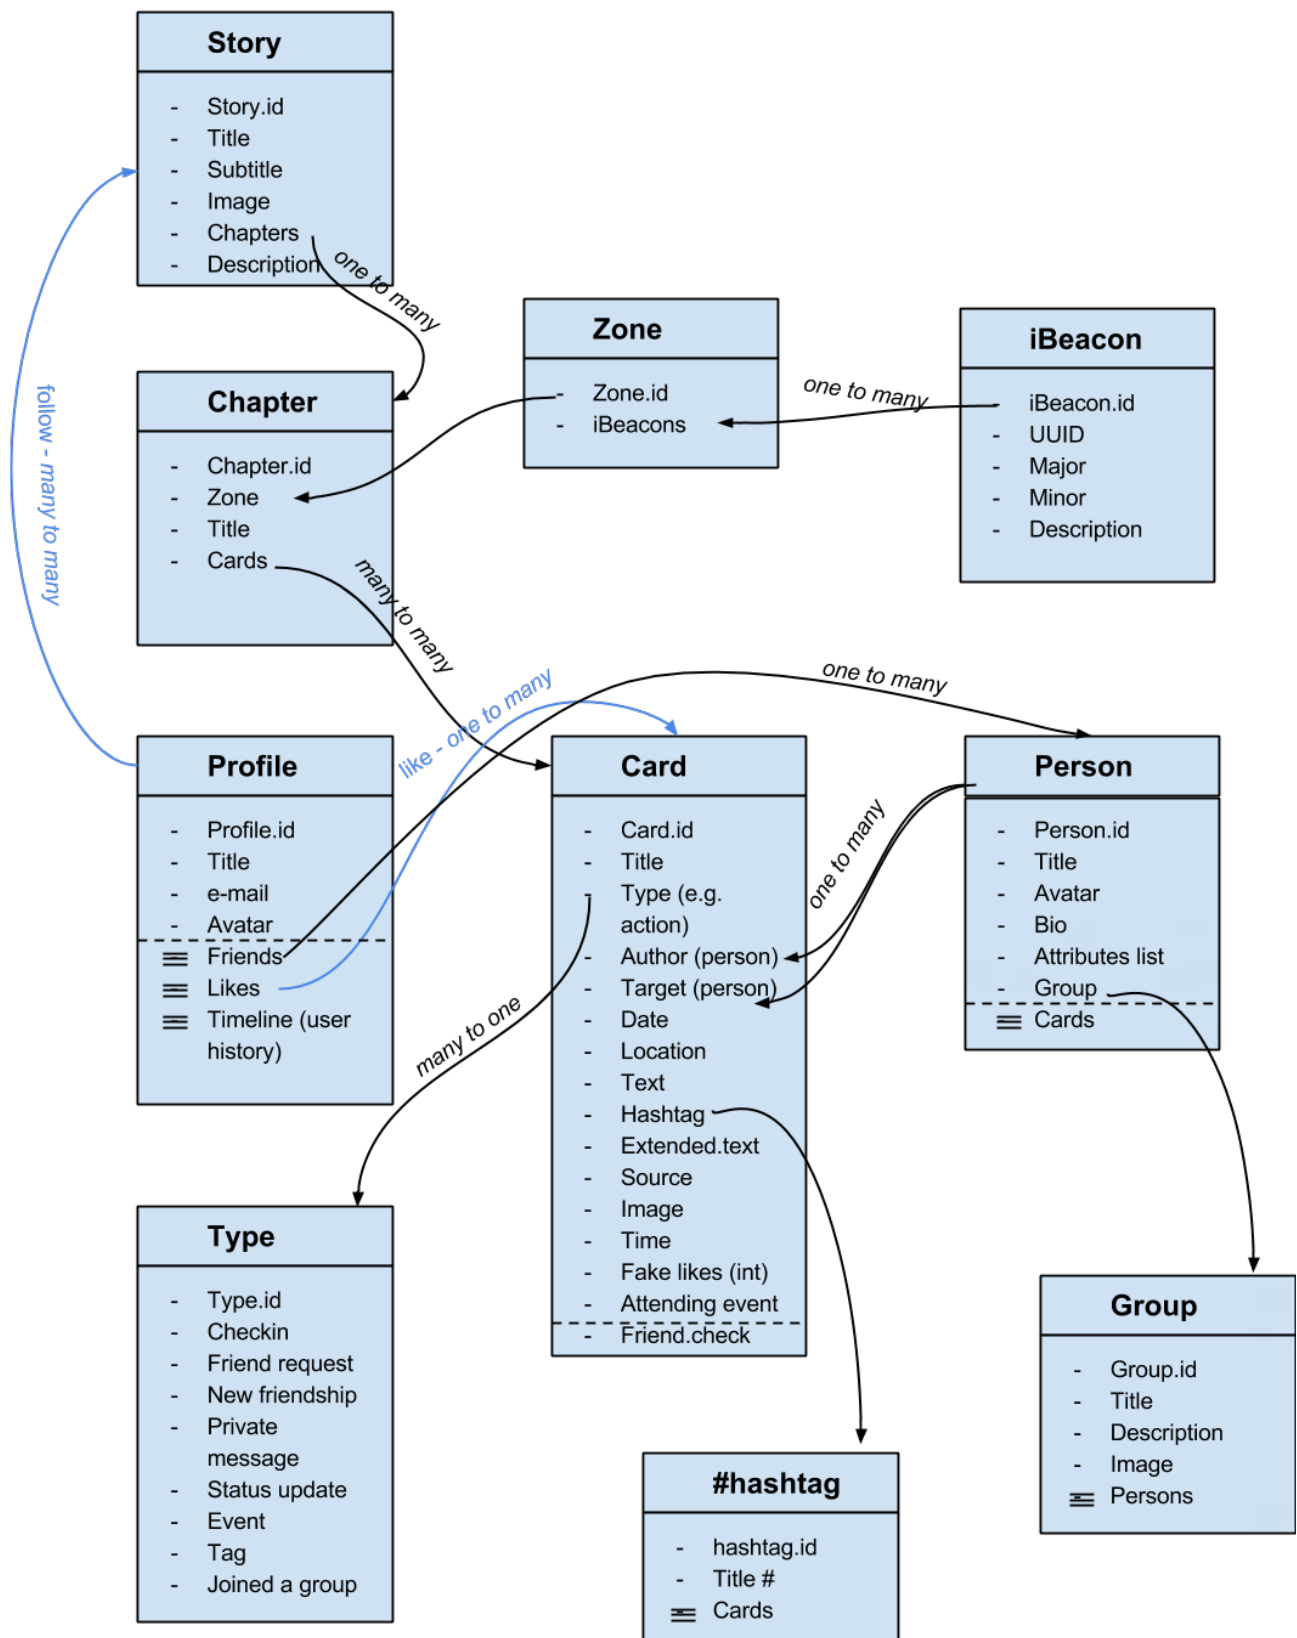 Story
- Story.id
- Title
- Subtitle
- Image
- Chapters
- Description
one to many
follow - many to many
Chapter
- Chapter.id
- Zone
- Title
- Cards
many to many
Zone
- Zone.id
- iBeacons
one to many
iBeacon
- iBeacon.id
- UUID
- Major
- Minor
- Description
Profile
- Profile.id
- Title
- e-mail
- Avatar
Friends
Likes
Timeline (user
history)
like - one to many
one to many
Card
- Card.id
- Title
- Type (e.g.
action)
- Author (person)
- Target (person)
- Date
- Location
- Text
- Hashtag
- Extended.text
- Source
- Image
- Time
- Fake likes (int)
- Attending event
- Friend.check
one to many
Person
- Person.id
- Title
- Avatar
- Bio
- Attributes list
- Group
Cards
many to one
Type
- Type.id
- Checkin
- Friend request
- New friendship
- Private
message
- Status update
- Event
- Tag
- Joined a group
#hashtag
- hashtag.id
- Title #
Cards
Group
- Group.id
- Title
- Description
- Image
Persons